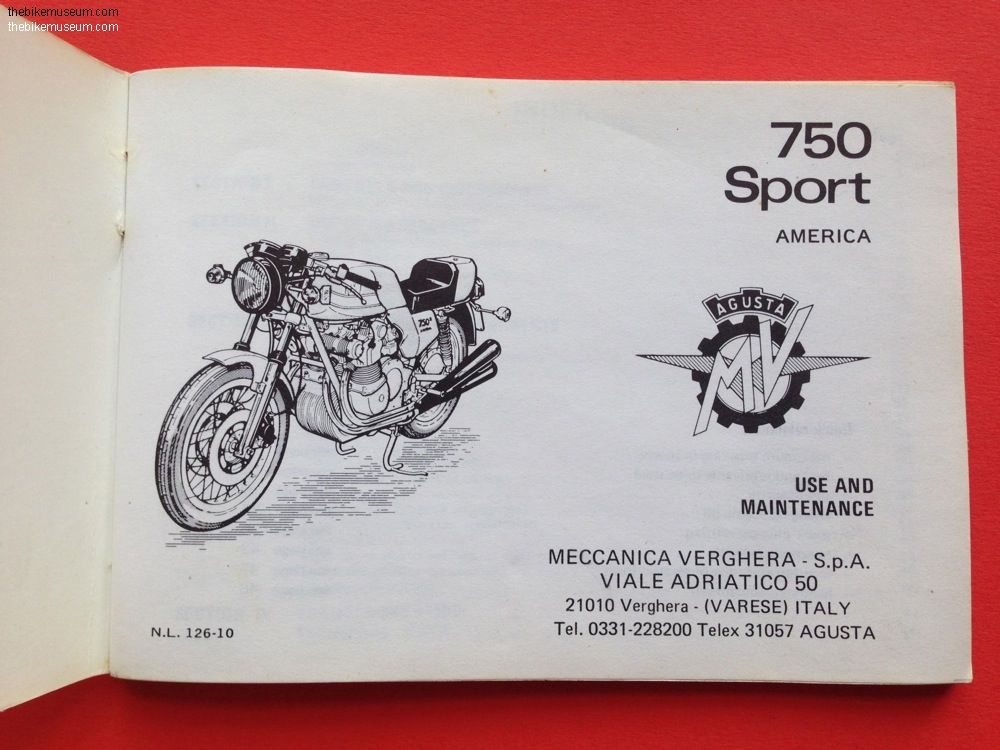 thebikemuseum.com
thebikemuseum.com
750
Sport
AMERICA
AGUSTA
MV
750 S
USE AND
MAINTENANCE
MECCANICA VERGHERA - S.p.A.
VIALE ADRIATICO 50
21010 Verghera - (VARESE) ITALY
Tel. 0331-228200 Telex 31057 AGUSTA
N.L. 126-10